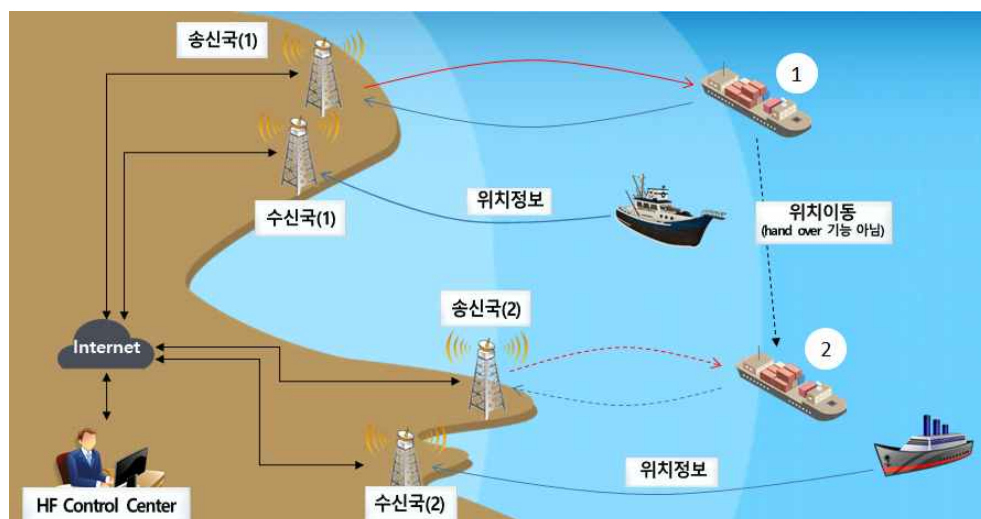 송신국(1)
1
수신국(1)
위치정보
위치이동
(hand over 기능 아님)
송신국(2)
Internet
2
위치정보
HF Control Center
수신국(2)